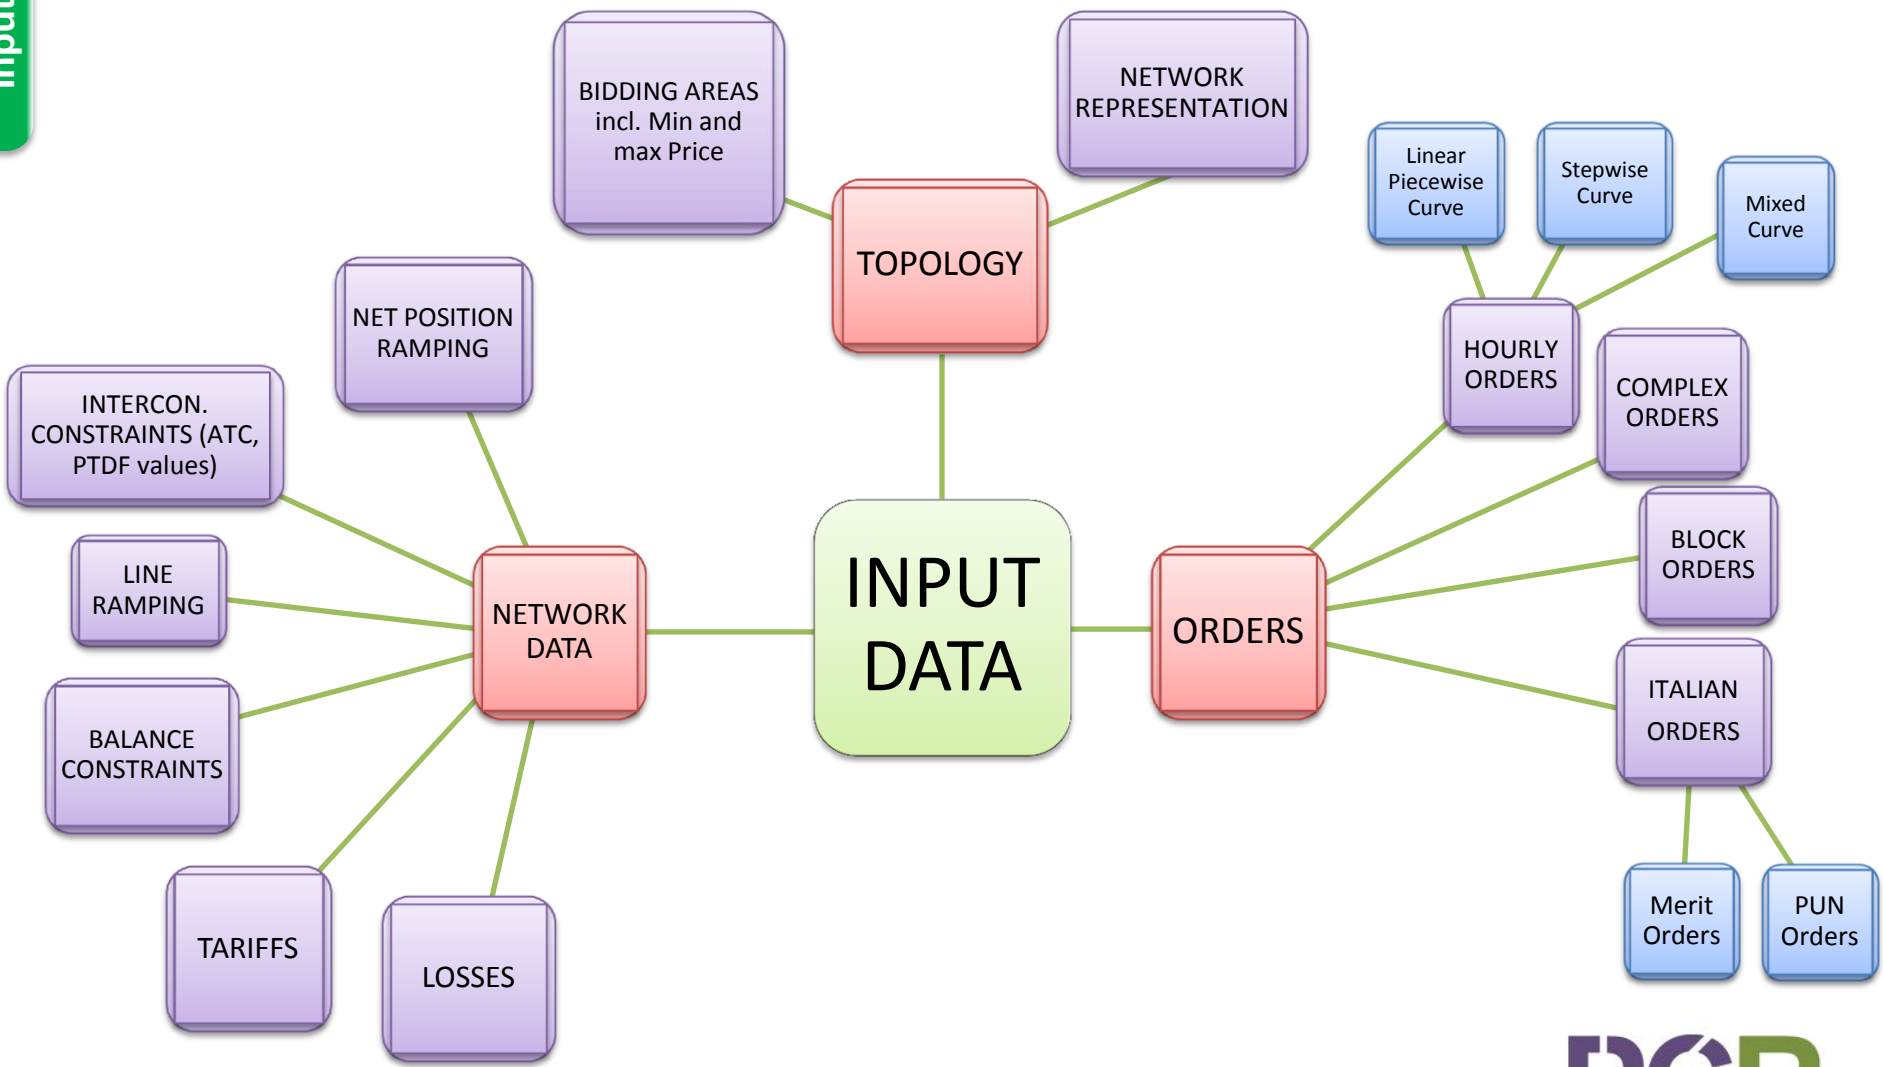 Input
BIDDING AREAS
incl. Min and
max Price
NETWORK
REPRESENTATION
Linear
Piecewise
Curve
Stepwise
Curve
Mixed
Curve
TOPOLOGY
NET POSITION
RAMPING
HOURLY
ORDERS
COMPLEX
ORDERS
INTERCON.
CONSTRAINTS (ATC,
PTDF values)
BLOCK
ORDERS
LINE
RAMPING
NETWORK
DATA
INPUT
DATA
ORDERS
ITALIAN
ORDERS
BALANCE
CONSTRAINTS
TARIFFS
LOSSES
Merit
Orders
PUN
Orders